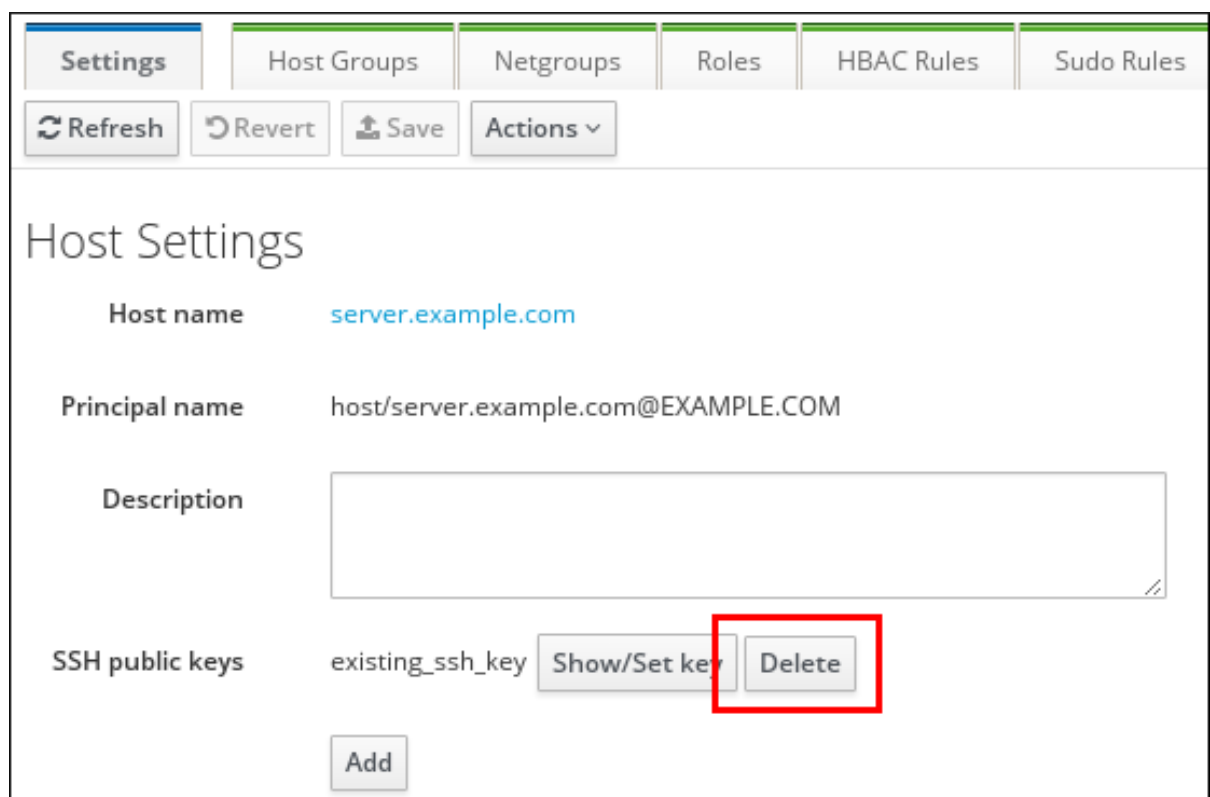 Settings Host Groups Netgroups Roles HBAC Rules Sudo Rules
Refresh Revert Save Actions
Host Settings
Host name server.example.com
Principal name host/server.example.com@EXAMPLE.COM
Description
SSH public keys existing_ssh_key Show/Set key Delete
Add